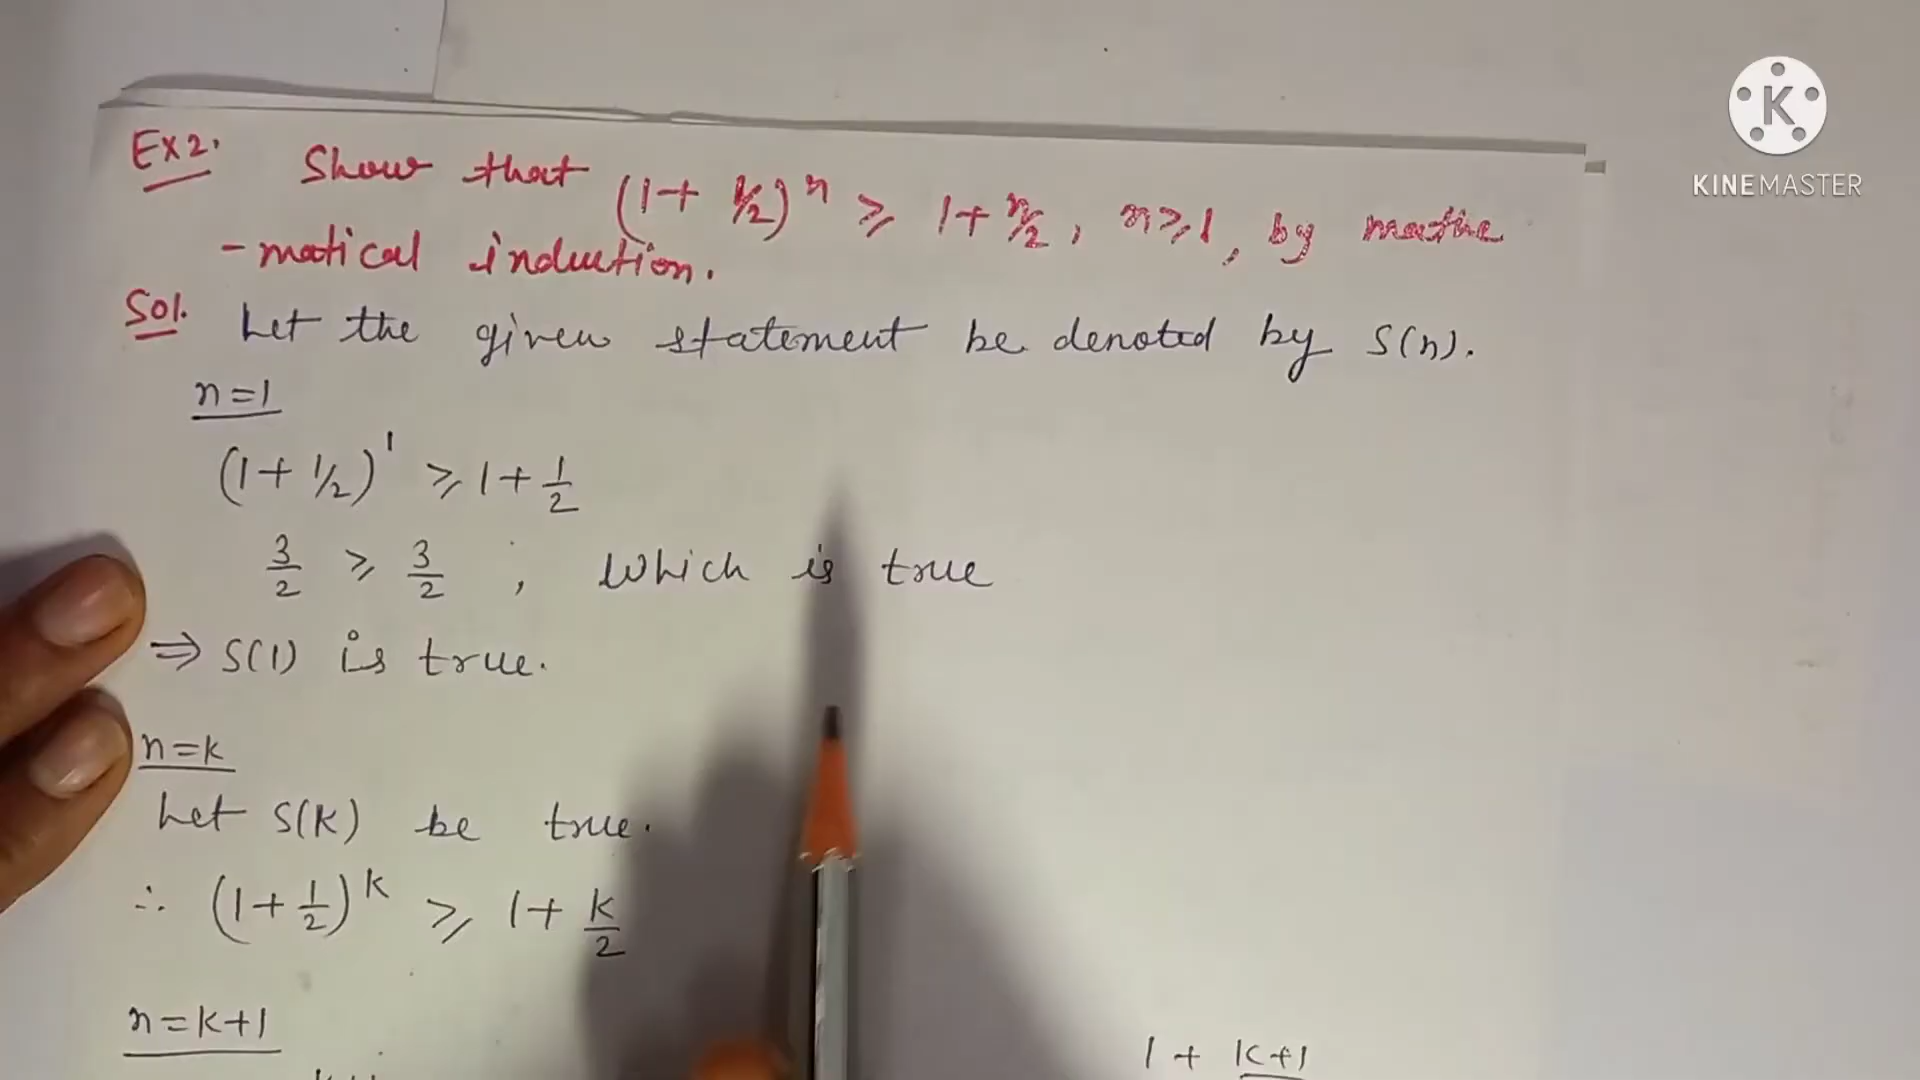 Ex2. Show that (1+ 1/2)^n ≥ 1+ n/2, n≥1, by mathe
-matical induction.
Sol. Let the given statement be denoted by S(n).
n=1
(1+ 1/2)^1 ≥ 1+ 1/2
3/2 ≥ 3/2 ; which is true
⇒ S(1) is true.
n=k
Let S(K) be true.
∴ (1+ 1/2)^k ≥ 1+ k/2
n=k+1
1 + k+1
K
KINEMASTER